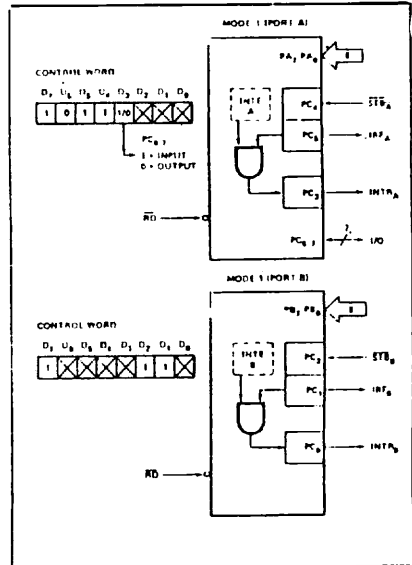 MODE 1 (PORT A)
PA7 PA0 8
CONTROL WORD
D7 D6 D5 D4 D3 D2 D1 D0
1 0 1 1 1/0
PC6,7
1 = INPUT
0 = OUTPUT
INTE
A
PC4 STBA
PC5 IBFA
PC3 INTRA
RD
PC6,7 2 I/O
MODE 1 (PORT B)
PB7 PB0 8
CONTROL WORD
D7 D6 D5 D4 D3 D2 D1 D0
1 1 1
INTE
B
PC2 STBB
PC1 IBFB
PC0 INTRB
RD